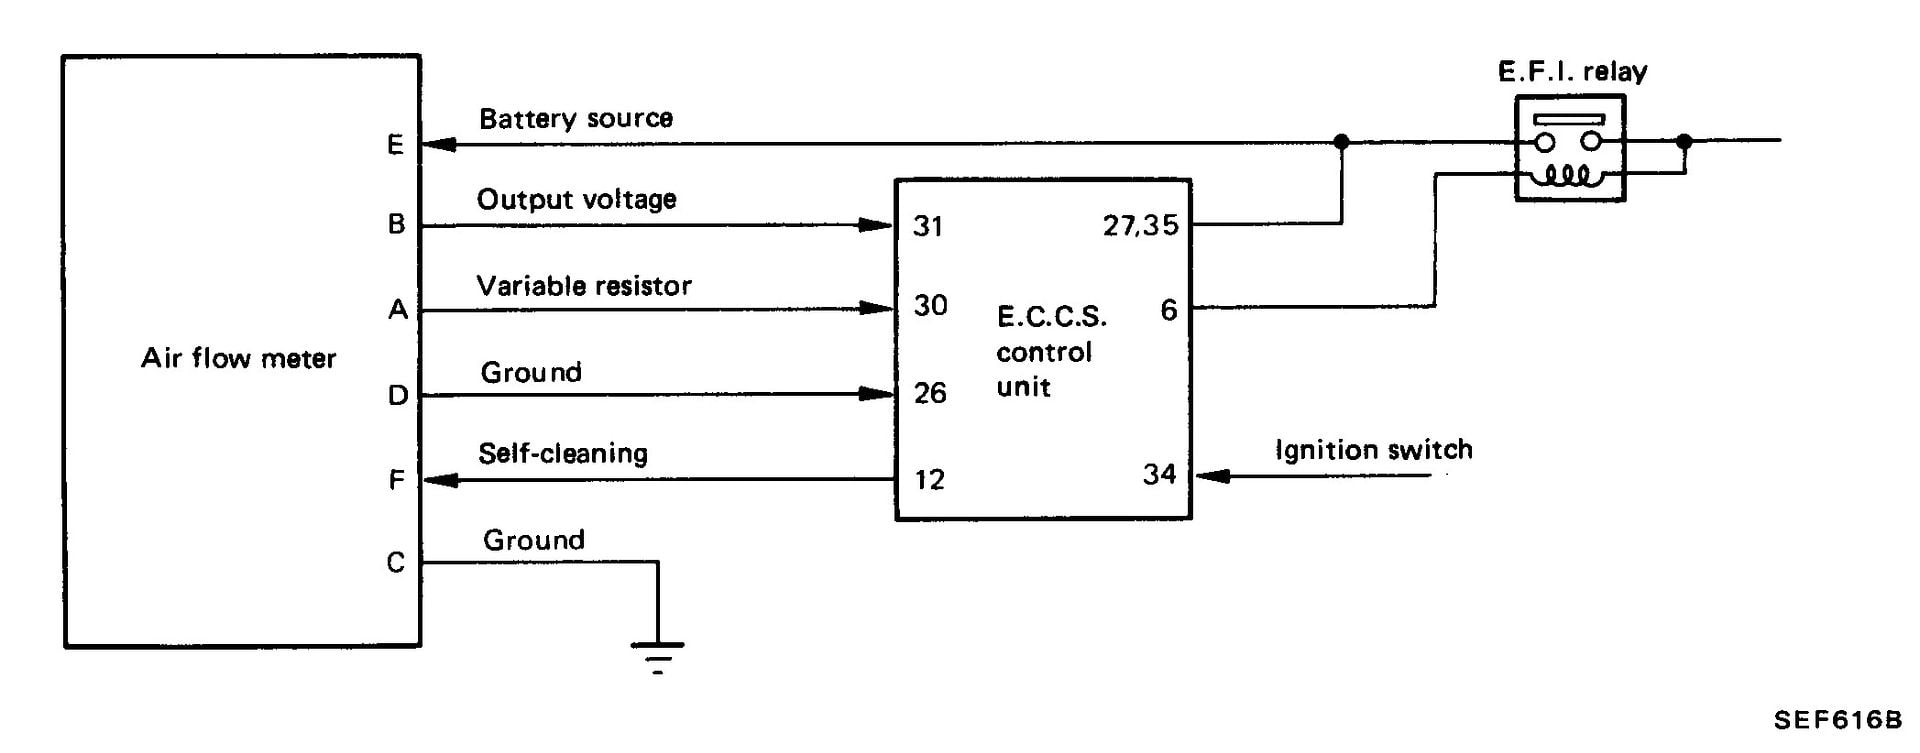 E.F.I. relay
Battery source
E
Output voltage
B
31
27,35
Variable resistor
A
30
6
E.C.C.S.
control
unit
Air flow meter
Ground
D
26
Self-cleaning
F
12
34
Ignition switch
Ground
C
SEF616B